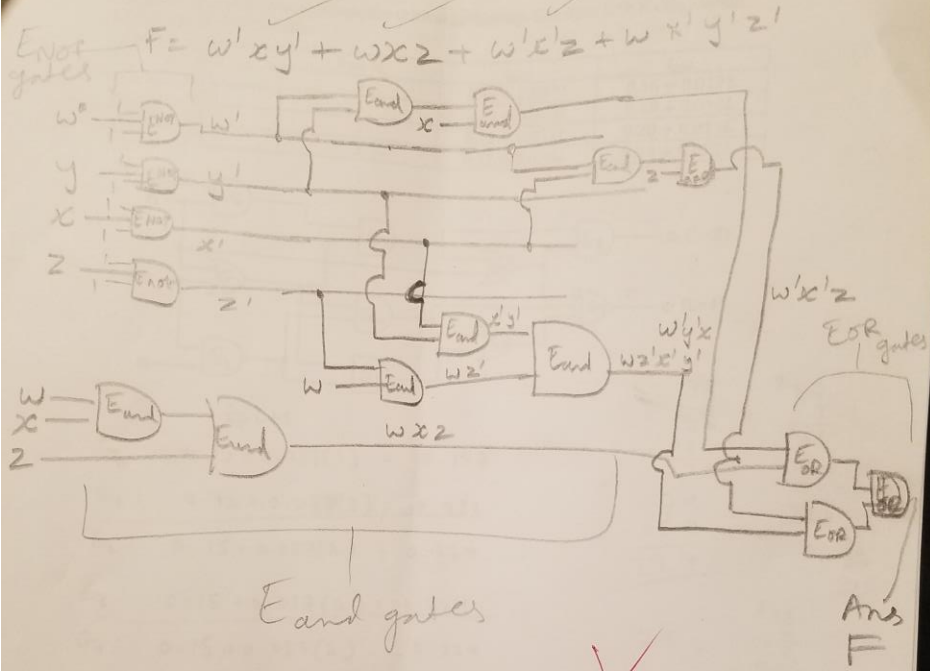 ENOT gates
F = w'xy' + wxz + w'x'z + wx'y'z'
w
ENOT
w'
Eand
x
Eand
y
ENOT
y'
Eand
z
x
ENOT
x'
z
ENOT
z'
Eand
x'y'
w
Eand
wz'
Eand
wz'x'y'
w'y'x
w'x'z
EOR gates
w
x
Eand
z
Eand
wxz
EOR
EOR
EOR
Eand gates
Ans
F